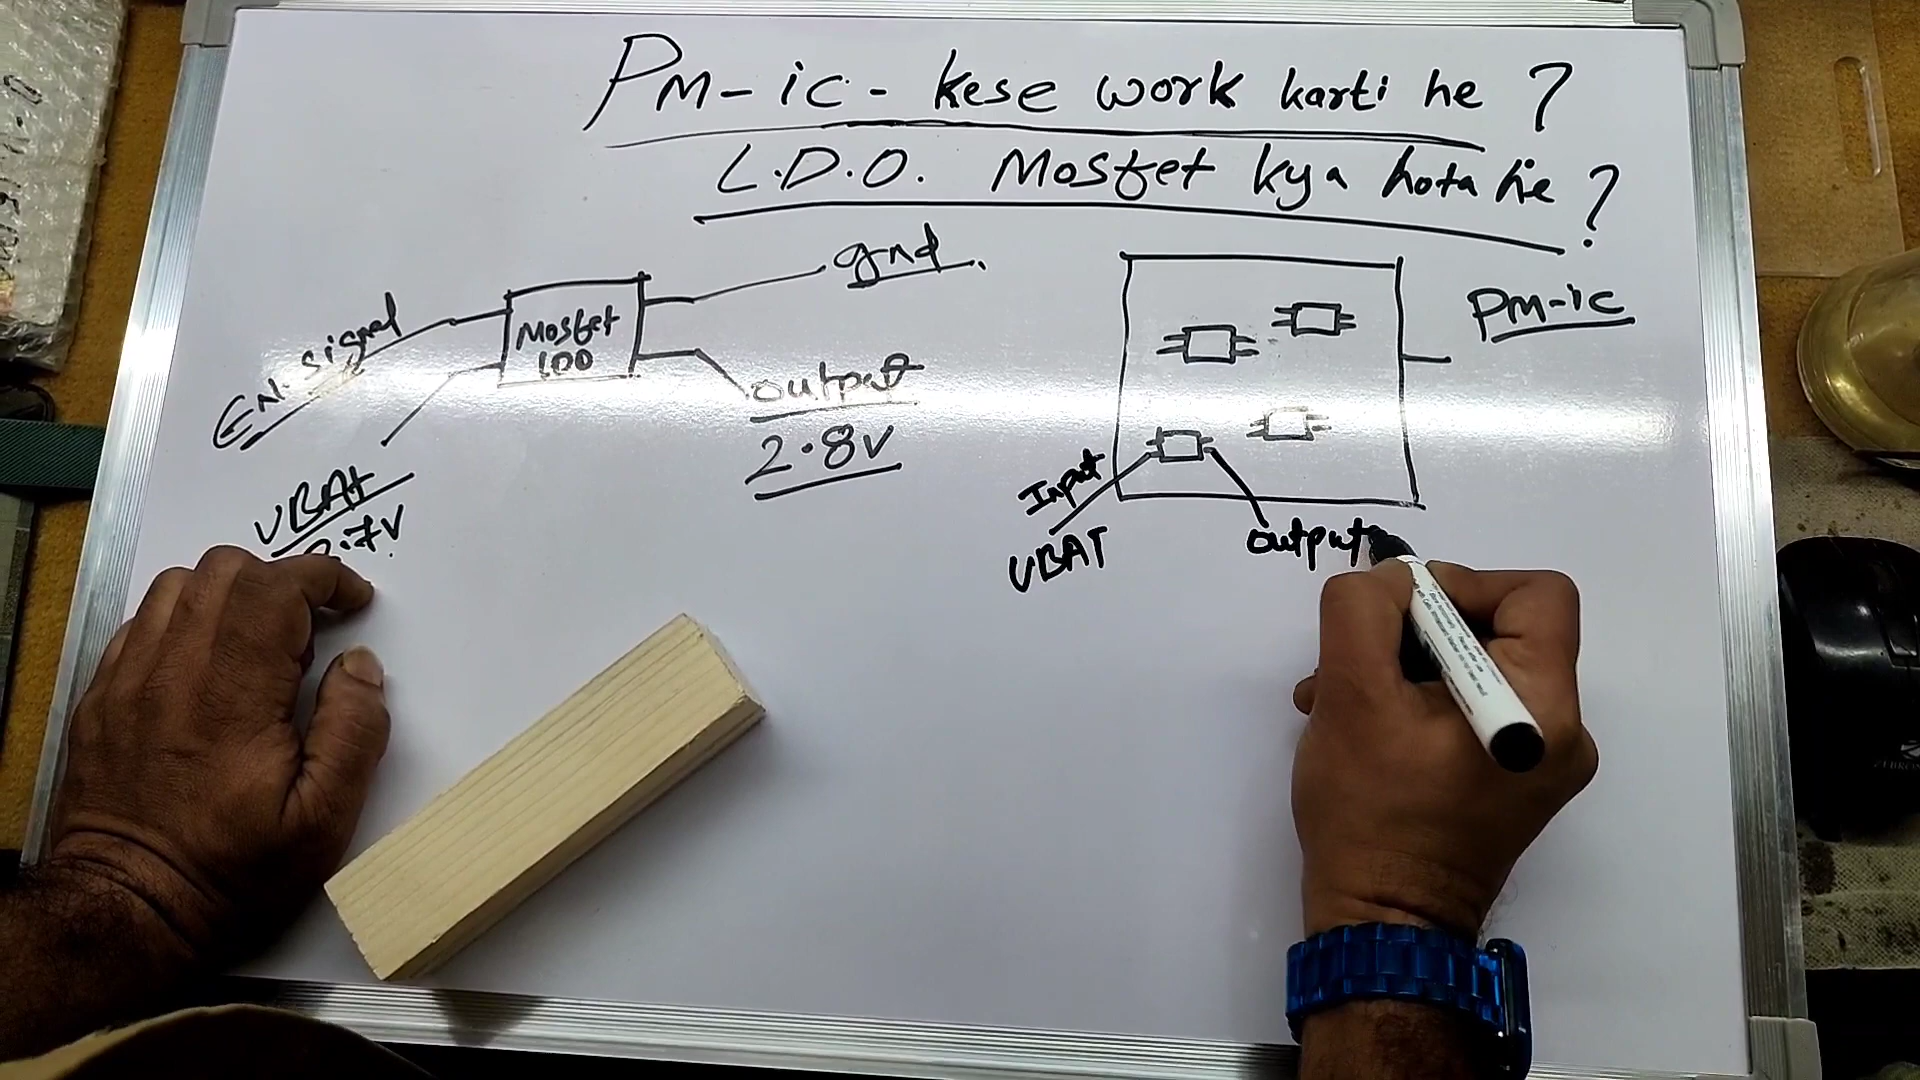 PM-ic- kese work karti he ?
L.D.O. Mosfet kya hota he ?
gnd.
EN. signal
Mosfet
LDO
output
2.8V
VBAt
.7V
PM-ic
Input
VBAT
output